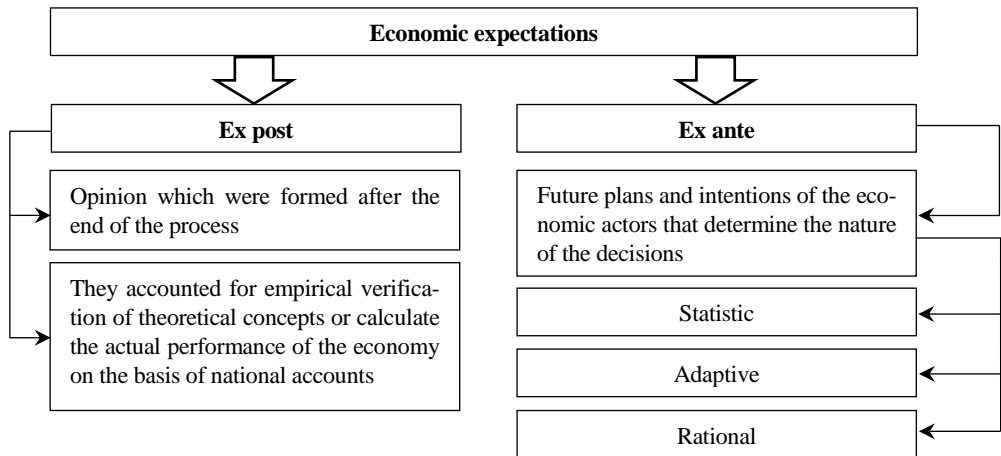 Economic expectations
Ex post
Opinion which were formed after the
end of the process
They accounted for empirical verifica-
tion of theoretical concepts or calculate
the actual performance of the economy
on the basis of national accounts
Ex ante
Future plans and intentions of the eco-
nomic actors that determine the nature
of the decisions
Statistic
Adaptive
Rational